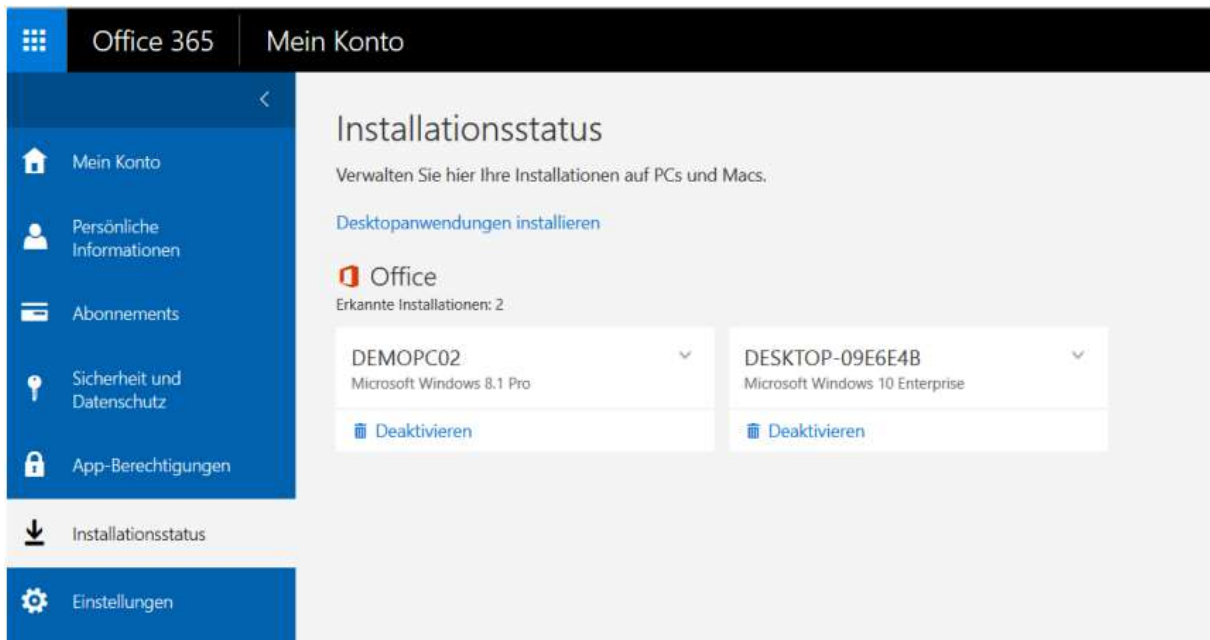 Office 365
Mein Konto
Mein Konto
Persönliche
Informationen
Abonnements
Sicherheit und
Datenschutz
App-Berechtigungen
Installationsstatus
Einstellungen
Installationsstatus
Verwalten Sie hier Ihre Installationen auf PCs und Macs.
Desktopanwendungen installieren
Office
Erkannte Installationen: 2
DEMOPC02
Microsoft Windows 8.1 Pro
Deaktivieren
DESKTOP-09E6E4B
Microsoft Windows 10 Enterprise
Deaktivieren